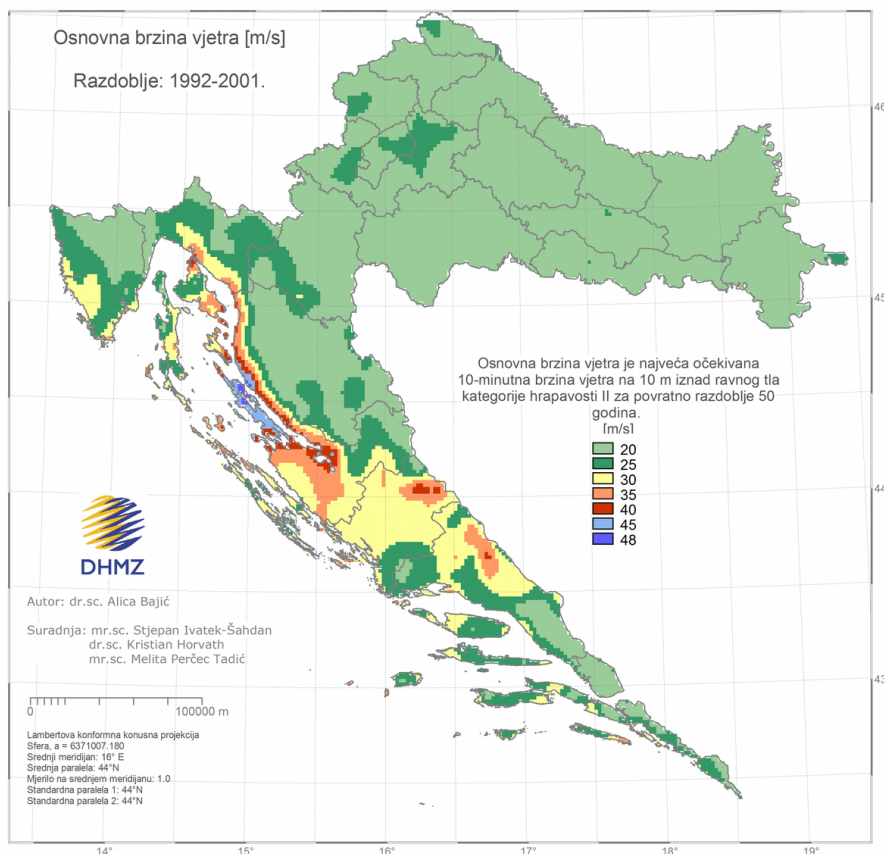 Osnovna brzina vjetra [m/s]
Razdoblje: 1992-2001.
46
45
Osnovna brzina vjetra je najveća očekivana
10-minutna brzina vjetra na 10 m iznad ravnog tla
kategorije hrapavosti II za povratno razdoblje 50
godina.
[m/s]
20
25
30
35
40
45
48
44
DHMZ
Autor: dr.sc. Alica Bajić
Suradnja: mr.sc. Stjepan Ivatek-Šahdan
dr.sc. Kristian Horvath
mr.sc. Melita Perčec Tadić
43
0 100000 m
Lambertova konformna konusna projekcija
Sfera, a = 6371007.180
Srednji meridijan: 16° E
Srednja paralela: 44°N
Mjerilo na srednjem meridijanu: 1.0
Standardna paralela 1: 44°N
Standardna paralela 2: 44°N
14° 15° 16° 17° 18° 19°